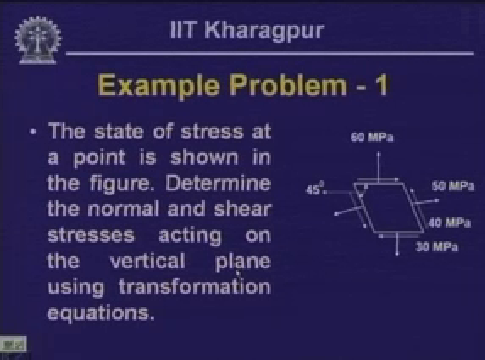 IIT Kharagpur
Example Problem - 1
• The state of stress at
a point is shown in
the figure. Determine
the normal and shear
stresses acting on
the vertical plane
using transformation
equations.
60 MPa
45°
50 MPa
40 MPa
30 MPa